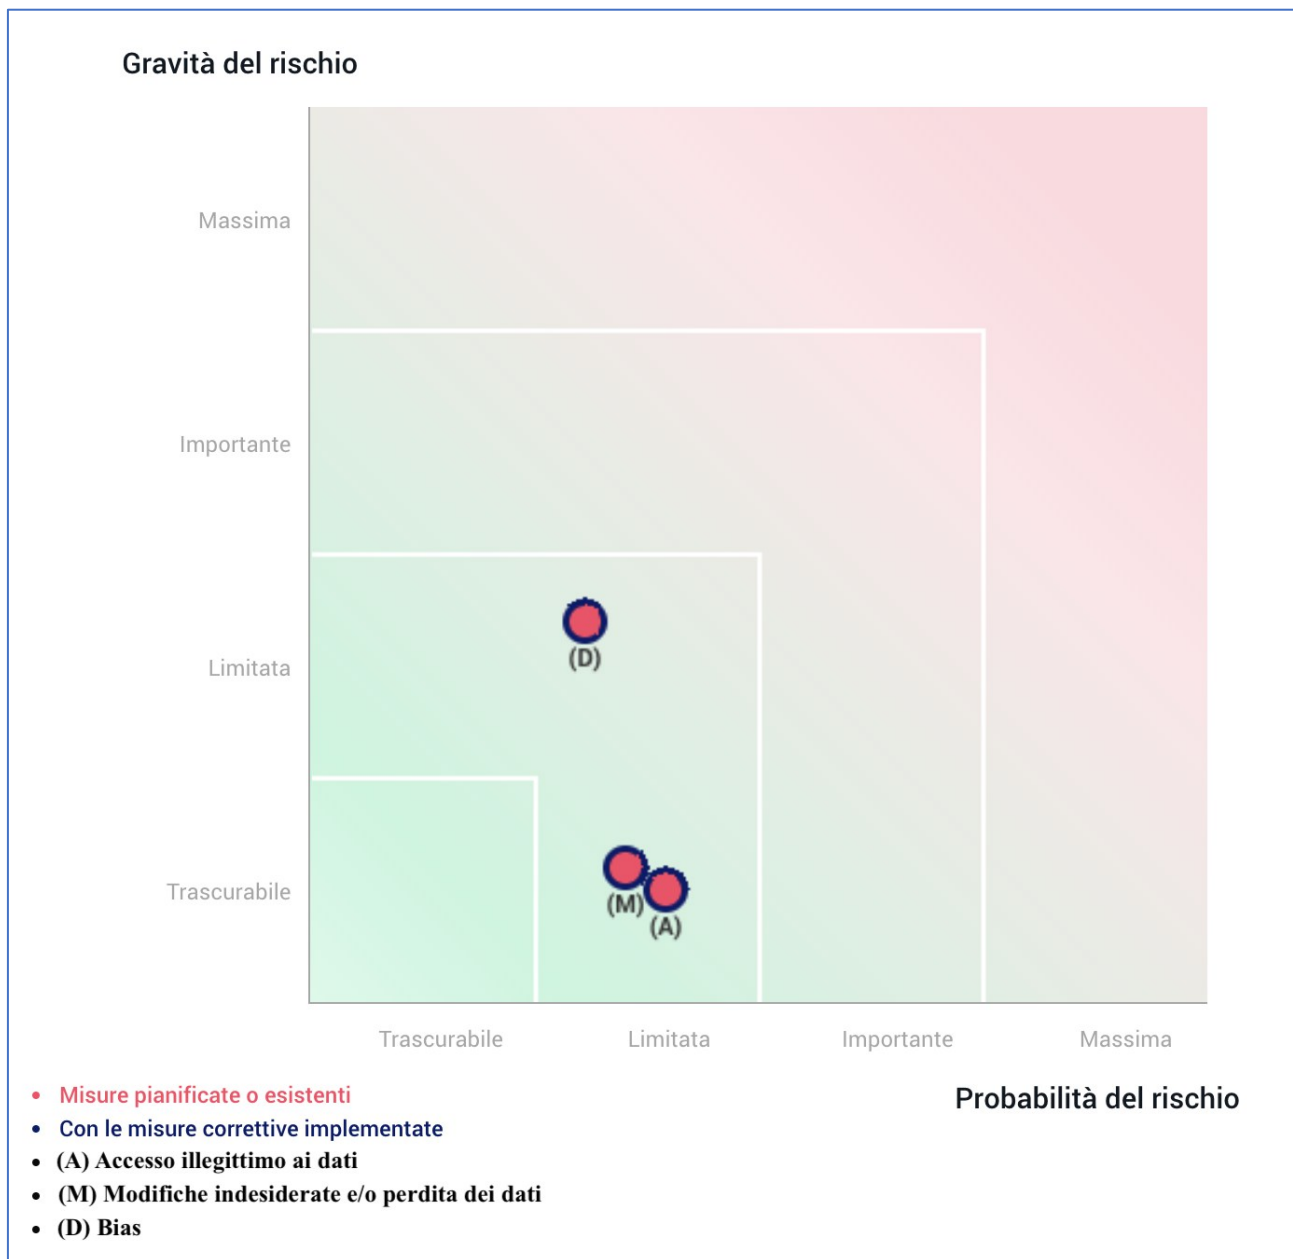 Gravità del rischio
Massima
Importante
Limitata
(D)
Trascurabile
(M)
(A)
Trascurabile Limitata Importante Massima
Probabilità del rischio
• Misure pianificate o esistenti
• Con le misure correttive implementate
• (A) Accesso illegittimo ai dati
• (M) Modifiche indesiderate e/o perdita dei dati
• (D) Bias